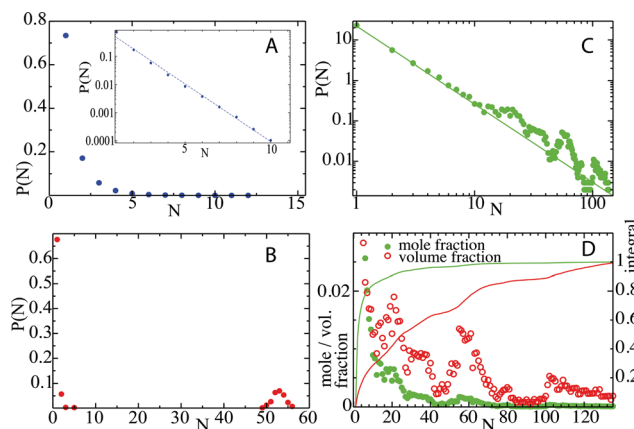 A
P(N)
0.8
0.6
0.4
0.2
0
0 5 10 15
N
P(N)
0.1
0.01
0.001
0.0001
5 10
N
C
P(N)
10
1
0.1
0.01
1 10 100
N
B
P(N)
0.6
0.5
0.4
0.3
0.2
0.1
0 10 20 30 40 50 60
N
D
mole fraction
volume fraction
mole / vol.
fraction
0.02
0
integral
1
0.8
0.6
0.4
0.2
0 20 40 60 80 100 120
N